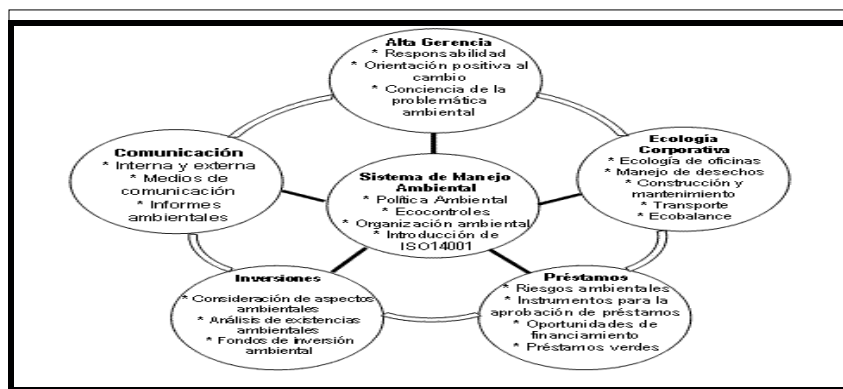 Alta Gerencia
* Responsabilidad
* Orientación positiva al
cambio
* Conciencia de la
problemática
ambiental
Comunicación
* Interna y externa
* Medios de
comunicación
* Informes
ambientales
Sistema de Manejo
Ambiental
* Política Ambiental
* Ecocontroles
* Organización ambiental
* Introducción de
ISO14001
Ecología
Corporativa
* Ecología de oficinas
* Manejo de desechos
* Construcción y
mantenimiento
* Transporte
* Ecobalance
Inversiones
* Consideración de aspectos
ambientales
* Análisis de existencias
ambientales
* Fondos de inversión
ambiental
Préstamos
* Riesgos ambientales
* Instrumentos para la
aprobación de préstamos
* Oportunidades de
financiamiento
* Préstamos verdes